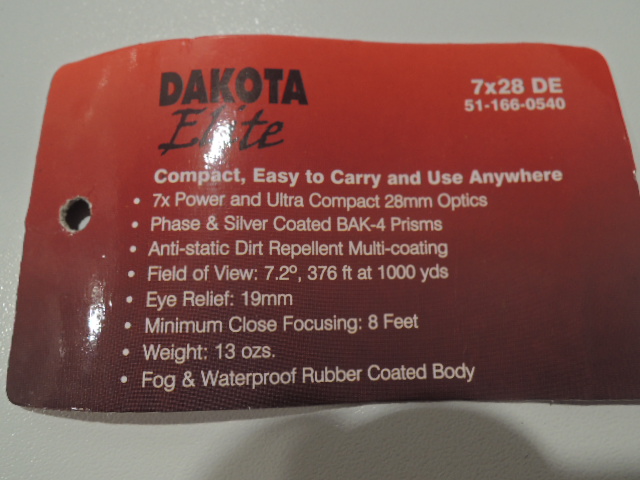 DAKOTA
Elite
7x28 DE
51-166-0540
Compact, Easy to Carry and Use Anywhere
• 7x Power and Ultra Compact 28mm Optics
• Phase & Silver Coated BAK-4 Prisms
• Anti-static Dirt Repellent Multi-coating
• Field of View: 7.2º, 376 ft at 1000 yds
• Eye Relief: 19mm
• Minimum Close Focusing: 8 Feet
• Weight: 13 ozs.
• Fog & Waterproof Rubber Coated Body